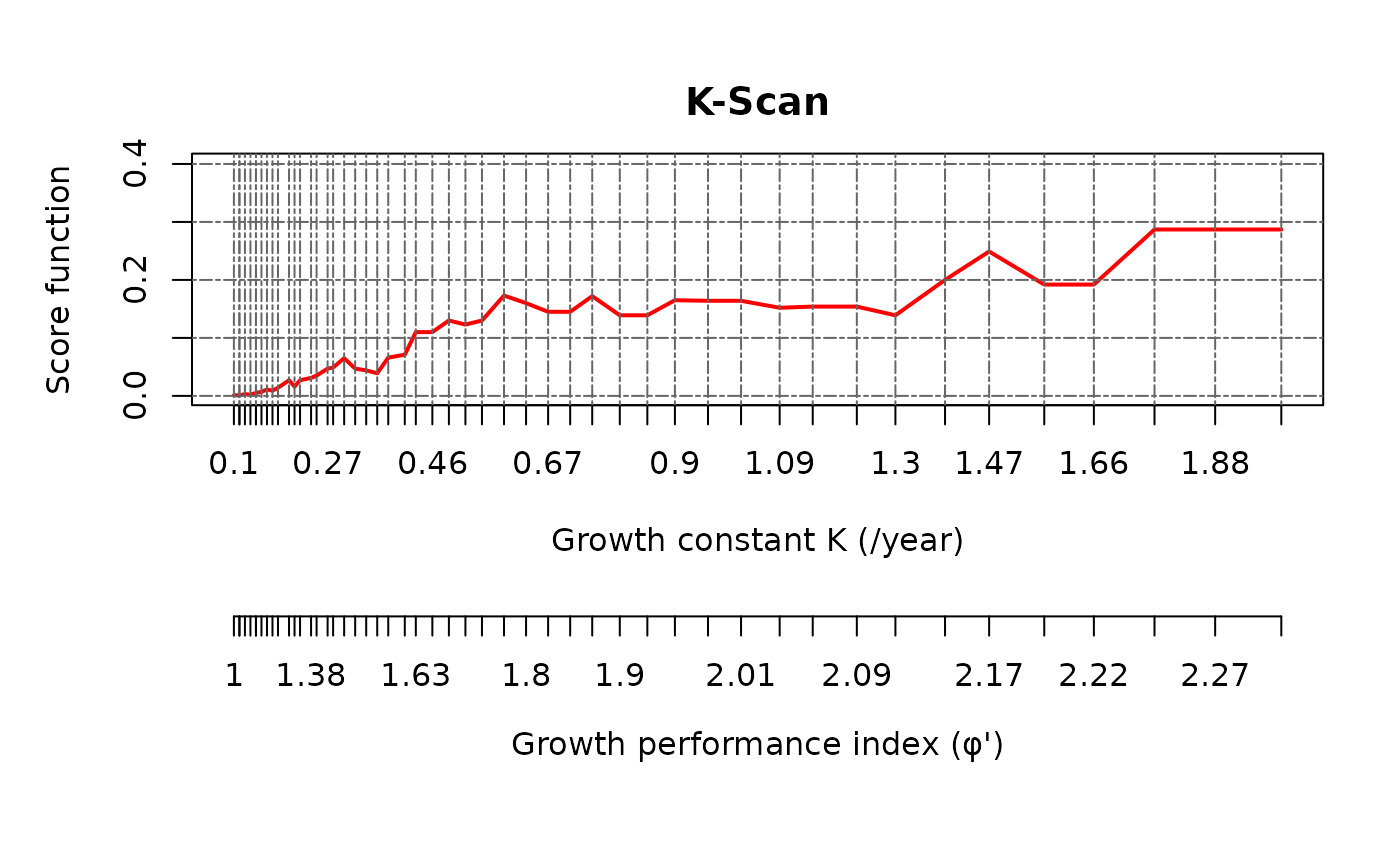 K-Scan
Score function
0.4
0.2
0.0
0.1 0.27 0.46 0.67 0.9 1.09 1.3 1.47 1.66 1.88
Growth constant K (/year)
1 1.38 1.63 1.8 1.9 2.01 2.09 2.17 2.22 2.27
Growth performance index (φ')